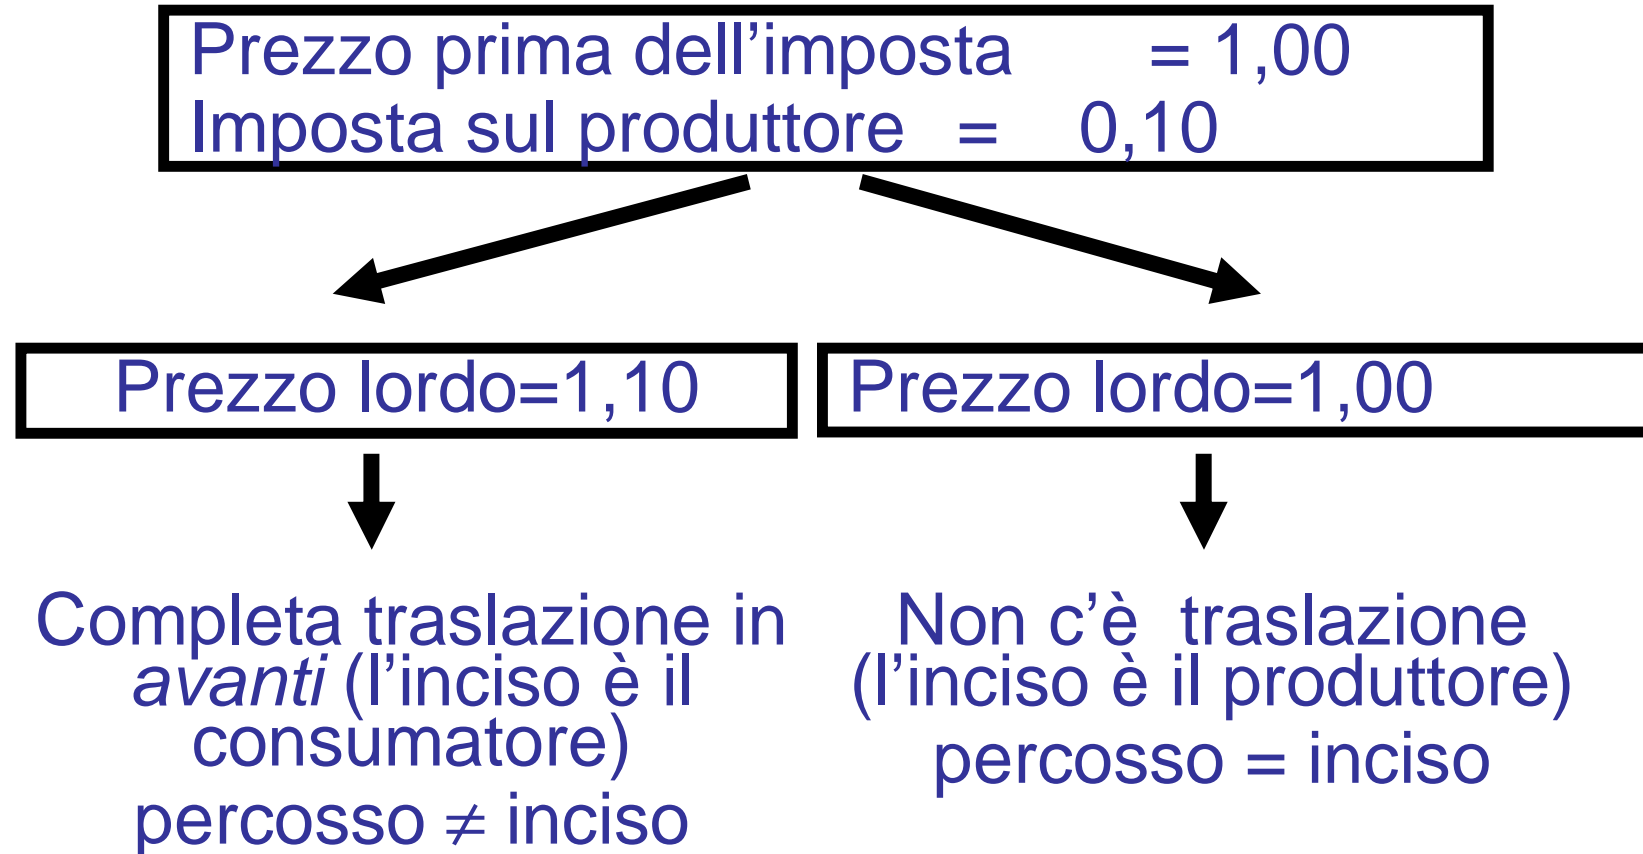 Prezzo prima dell’imposta = 1,00
Imposta sul produttore = 0,10
Prezzo lordo=1,10
Prezzo lordo=1,00
Completa traslazione in
avanti (l’inciso è il
consumatore)
percosso ≠ inciso
Non c’è traslazione
(l’inciso è il produttore)
percosso = inciso